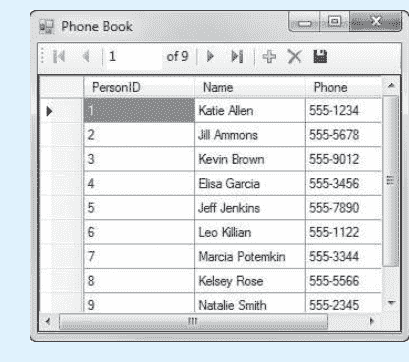 Phone Book
1 of 9
PersonID Name Phone
1 Katie Allen 555-1234
2 Jill Ammons 555-5678
3 Kevin Brown 555-9012
4 Elisa Garcia 555-3456
5 Jeff Jenkins 555-7890
6 Leo Killian 555-1122
7 Marcia Potemkin 555-3344
8 Kelsey Rose 555-5566
9 Natalie Smith 555-2345